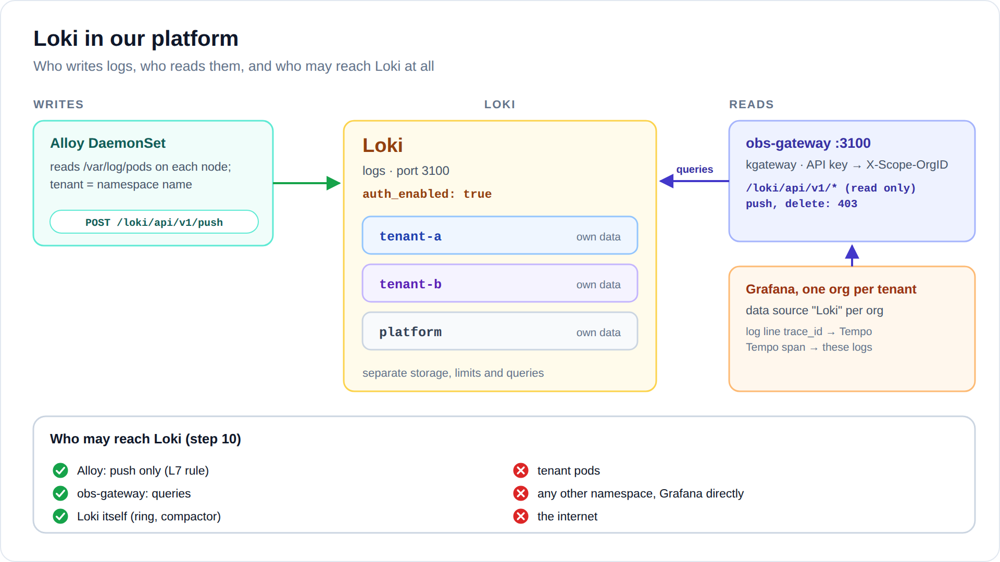 Loki in our platform
Who writes logs, who reads them, and who may reach Loki at all
WRITES
Alloy DaemonSet
reads /var/log/pods on each node;
tenant = namespace name
POST /loki/api/v1/push
LOKI
Loki
logs · port 3100
auth_enabled: true
tenant-a own data
tenant-b own data
platform own data
separate storage, limits and queries
queries
READS
obs-gateway :3100
kgateway · API key → X-Scope-OrgID
/loki/api/v1/* (read only)
push, delete: 403
Grafana, one org per tenant
data source "Loki" per org
log line trace_id → Tempo
Tempo span → these logs
Who may reach Loki (step 10)
Alloy: push only (L7 rule)
obs-gateway: queries
Loki itself (ring, compactor)
tenant pods
any other namespace, Grafana directly
the internet